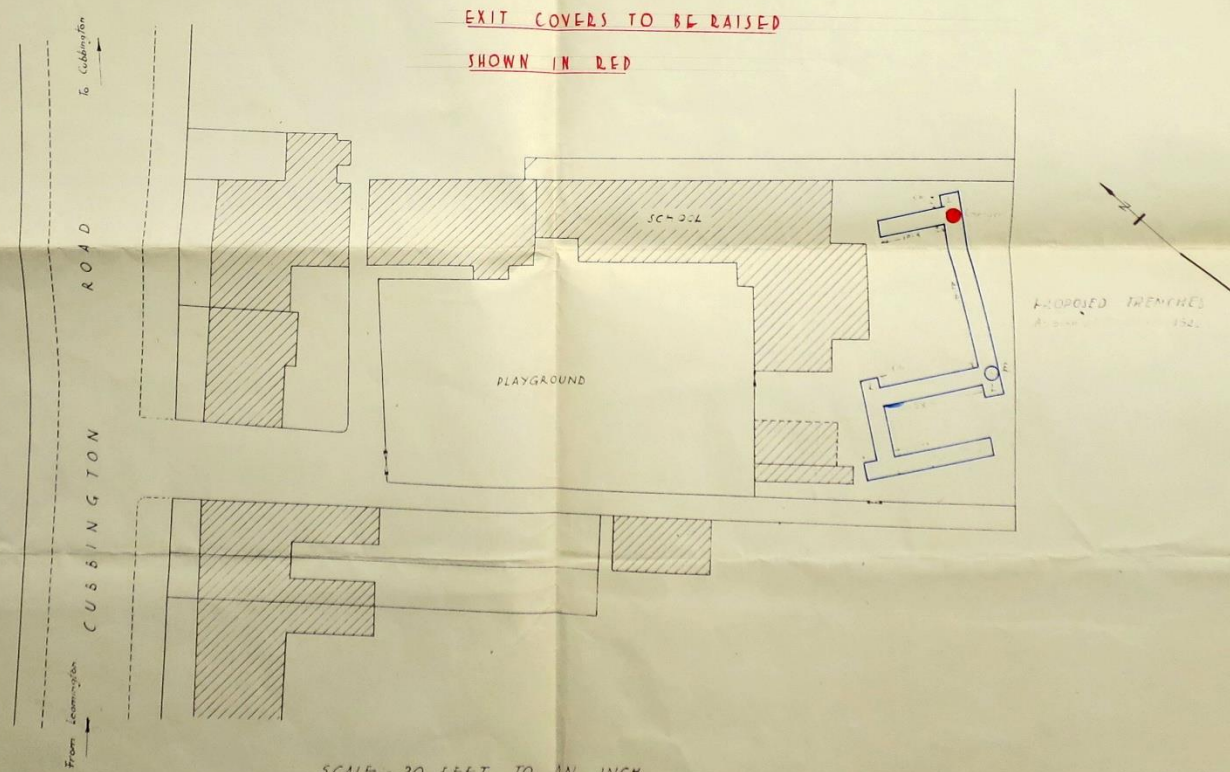 EXIT COVERS TO BE RAISED
SHOWN IN RED
To Cubbington
CUBBINGTON ROAD
From Leamington
SCHOOL
PLAYGROUND
N
PROPOSED TRENCHES
E
SCALE - 20 FEET TO AN INCH